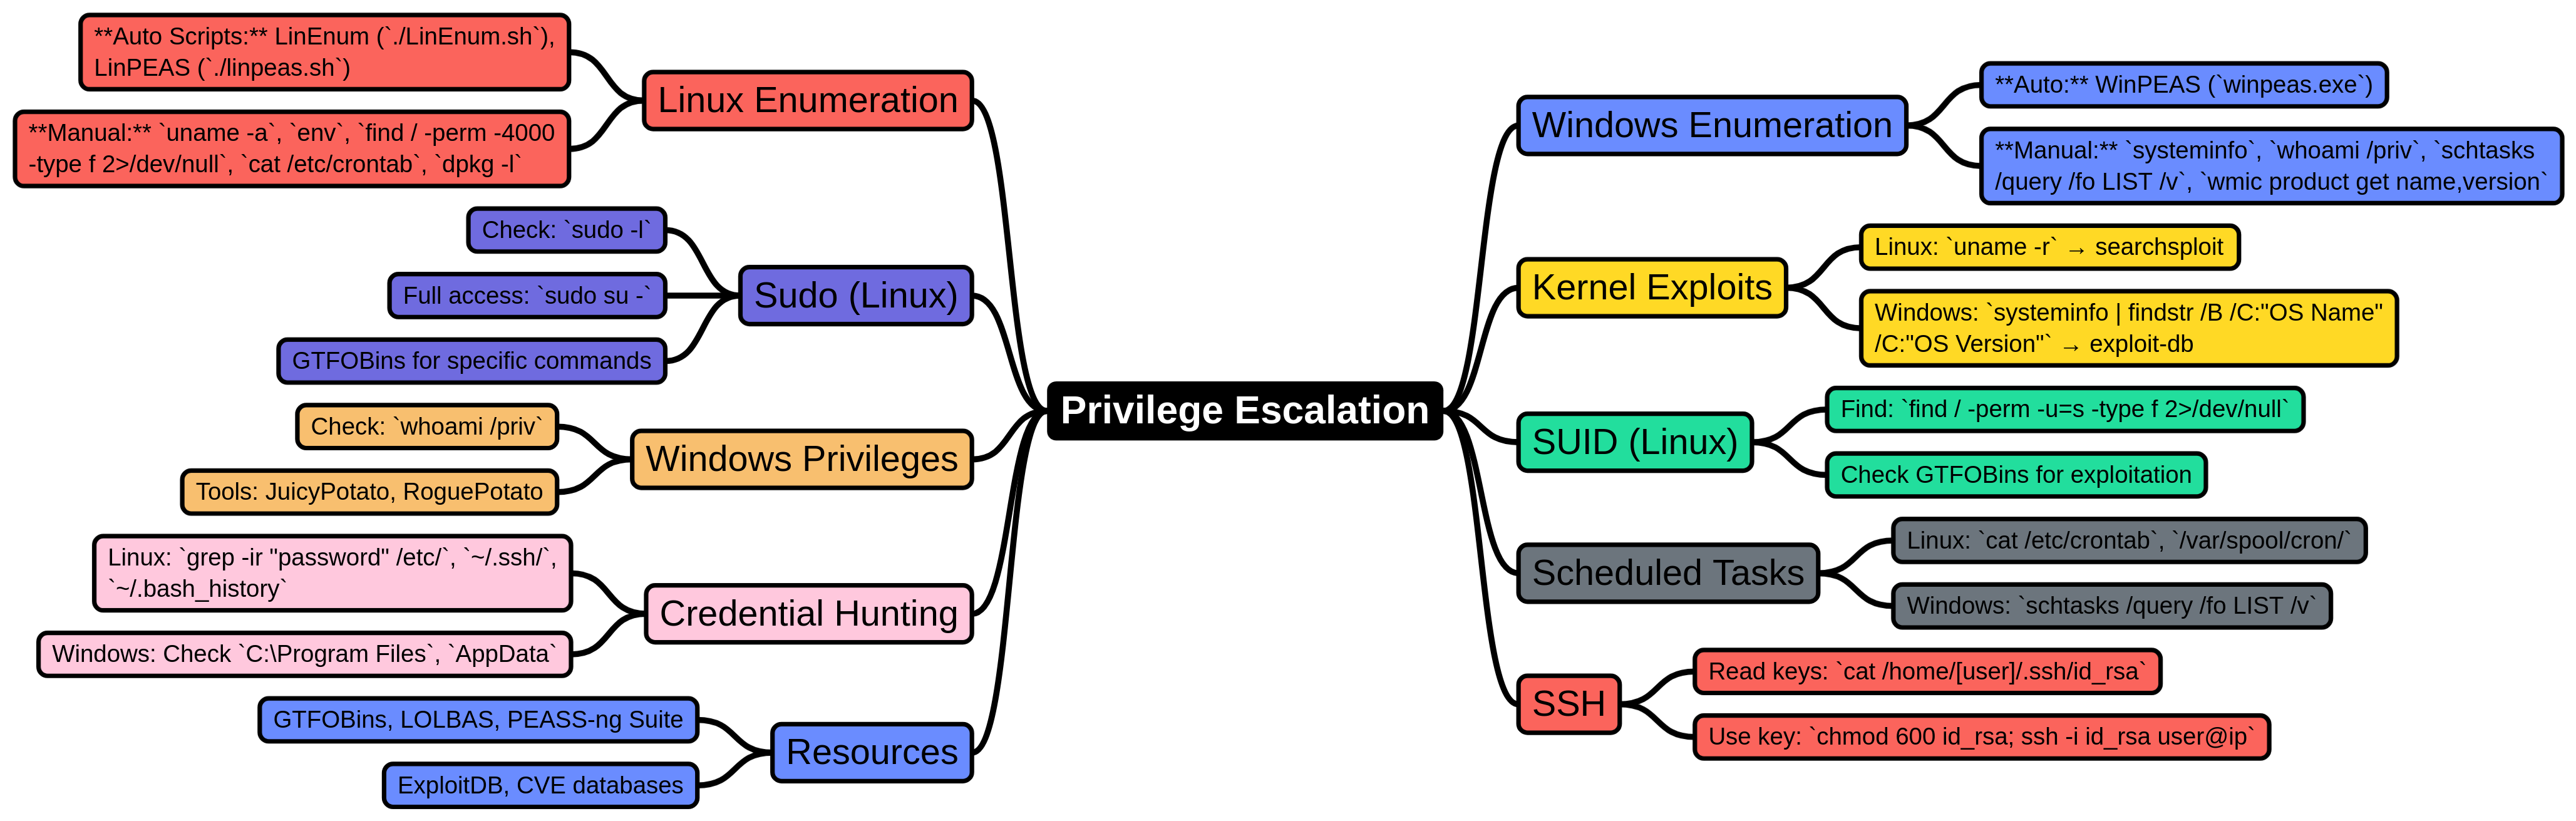 Privilege Escalation
Linux Enumeration
**Auto Scripts:** LinEnum (`./LinEnum.sh`),
LinPEAS (`./linpeas.sh`)
**Manual:** `uname -a`, `env`, `find / -perm -4000
-type f 2>/dev/null`, `cat /etc/crontab`, `dpkg -l`
Sudo (Linux)
Check: `sudo -l`
Full access: `sudo su -`
GTFOBins for specific commands
Windows Privileges
Check: `whoami /priv`
Tools: JuicyPotato, RoguePotato
Credential Hunting
Linux: `grep -ir "password" /etc/`, `~/.ssh/`,
`~/.bash_history`
Windows: Check `C:\Program Files`, `AppData`
Resources
GTFOBins, LOLBAS, PEASS-ng Suite
ExploitDB, CVE databases
Windows Enumeration
**Auto:** WinPEAS (`winpeas.exe`)
**Manual:** `systeminfo`, `whoami /priv`, `schtasks
/query /fo LIST /v`, `wmic product get name,version`
Kernel Exploits
Linux: `uname -r` → searchsploit
Windows: `systeminfo | findstr /B /C:"OS Name"
/C:"OS Version"` → exploit-db
SUID (Linux)
Find: `find / -perm -u=s -type f 2>/dev/null`
Check GTFOBins for exploitation
Scheduled Tasks
Linux: `cat /etc/crontab`, `/var/spool/cron/`
Windows: `schtasks /query /fo LIST /v`
SSH
Read keys: `cat /home/[user]/.ssh/id_rsa`
Use key: `chmod 600 id_rsa; ssh -i id_rsa user@ip`